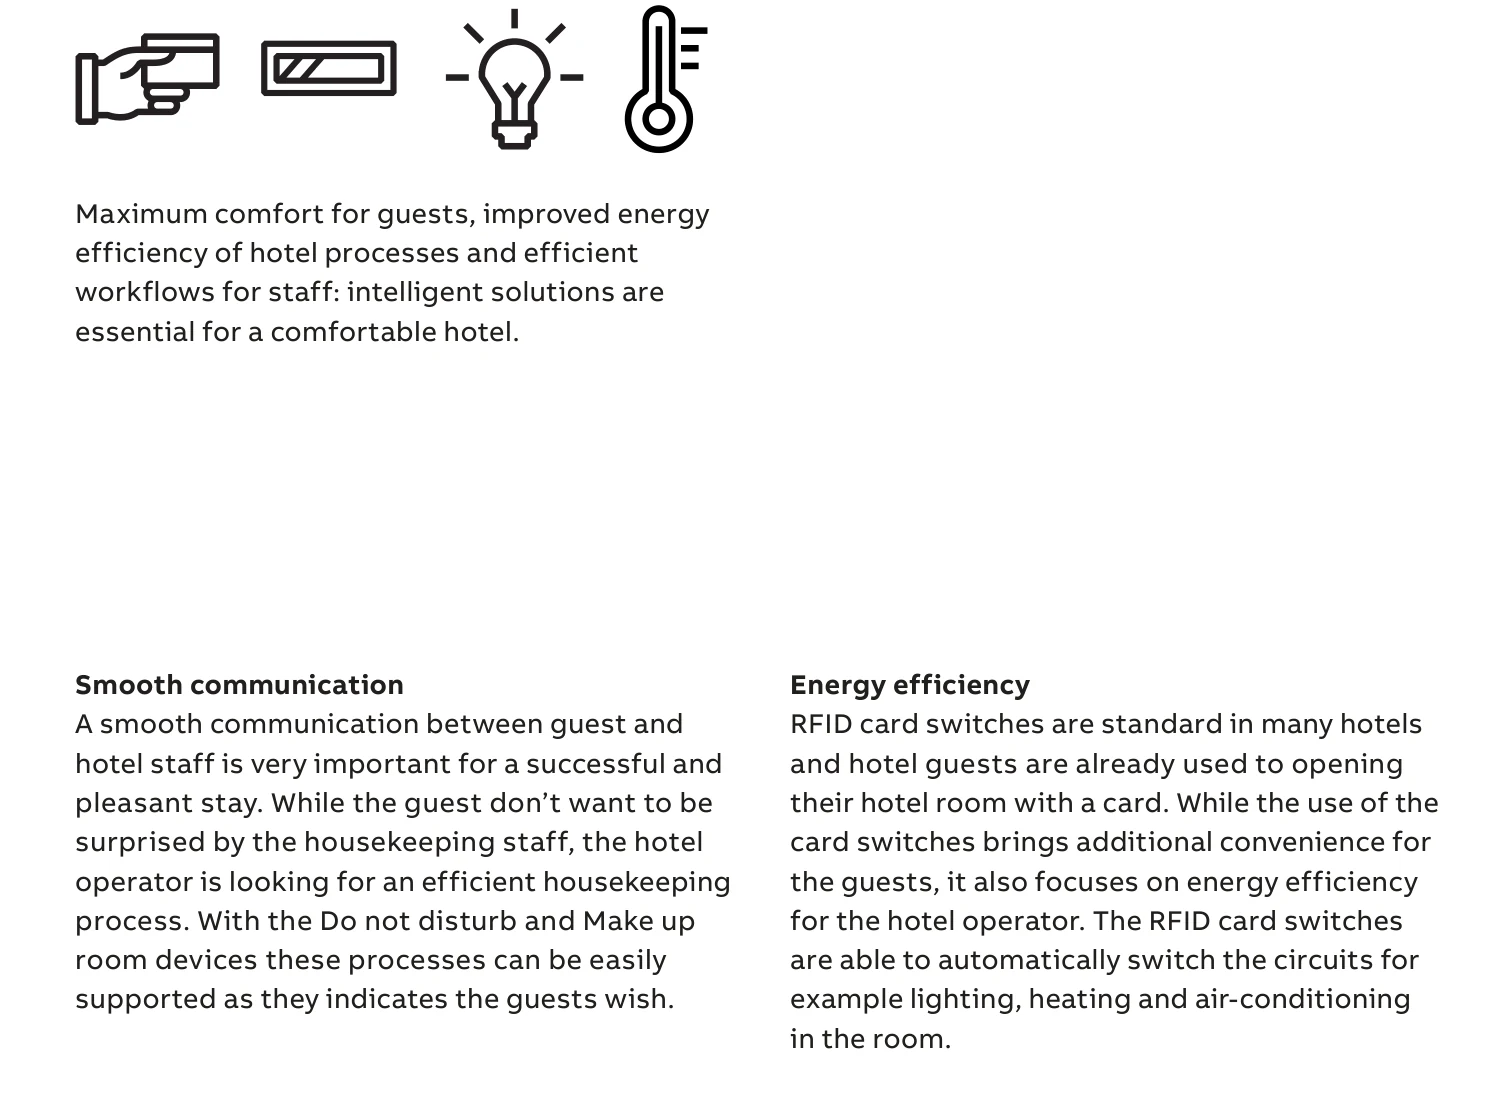 Maximum comfort for guests, improved energy
efficiency of hotel processes and efficient
workflows for staff: intelligent solutions are
essential for a comfortable hotel.
Smooth communication
A smooth communication between guest and
hotel staff is very important for a successful and
pleasant stay. While the guest don’t want to be
surprised by the housekeeping staff, the hotel
operator is looking for an efficient housekeeping
process. With the Do not disturb and Make up
room devices these processes can be easily
supported as they indicates the guests wish.
Energy efficiency
RFID card switches are standard in many hotels
and hotel guests are already used to opening
their hotel room with a card. While the use of the
card switches brings additional convenience for
the guests, it also focuses on energy efficiency
for the hotel operator. The RFID card switches
are able to automatically switch the circuits for
example lighting, heating and air-conditioning
in the room.